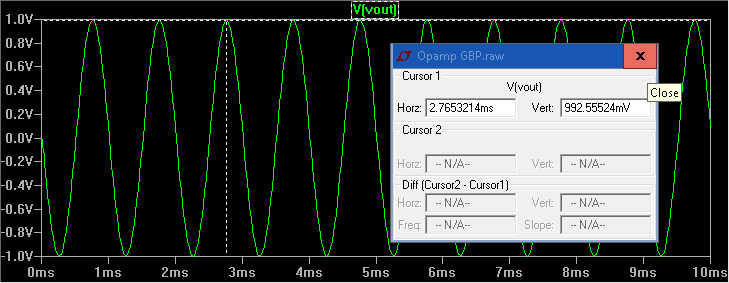 V(vout)
1.0V
0.8V
0.6V
0.4V
0.2V
0.0V
-0.2V
-0.4V
-0.6V
-0.8V
-1.0V
0ms 1ms 2ms 3ms 4ms 5ms 6ms 7ms 8ms 9ms 10ms
Opamp GBP.raw
x
Cursor 1
V(vout)
Horz: 2.7653214ms Vert: 992.55524mV
Close
Cursor 2
Horz: -- N/A-- Vert: -- N/A--
Diff (Cursor2 - Cursor1)
Horz: -- N/A-- Vert: -- N/A--
Freq: -- N/A-- Slope: -- N/A--